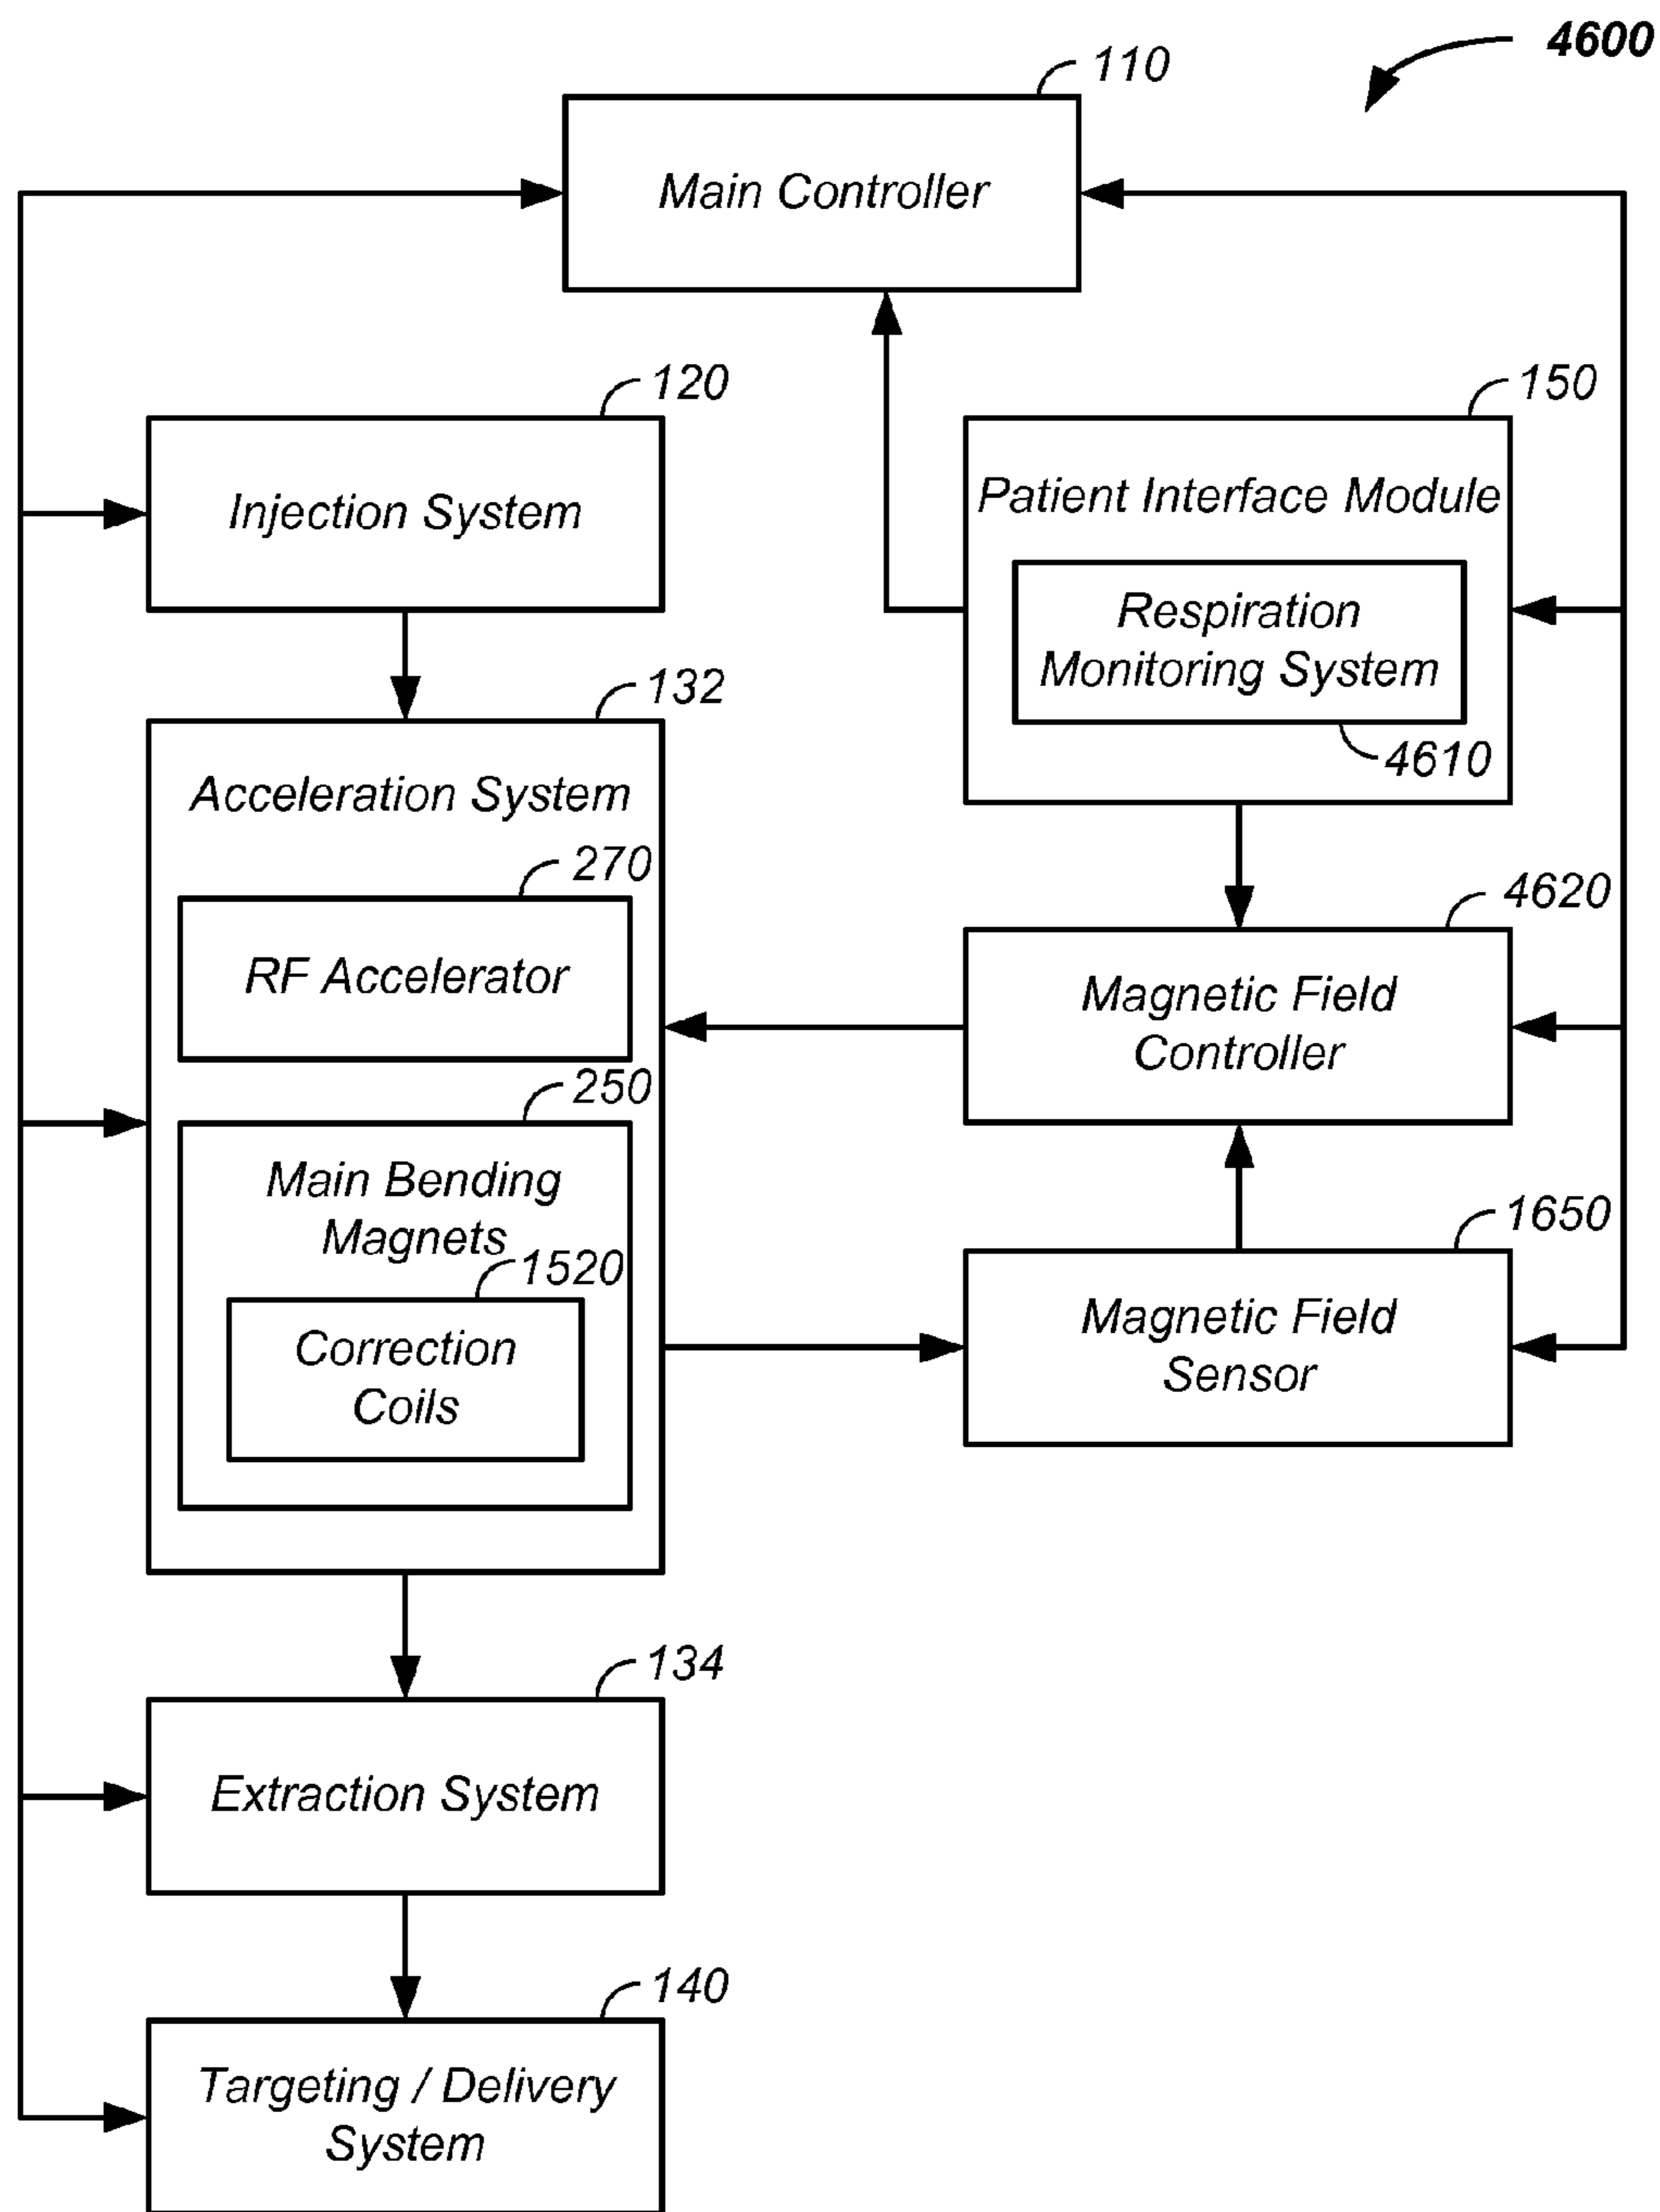 4600
110
Main Controller
120
Injection System
150
Patient Interface Module
Respiration
Monitoring System
4610
132
Acceleration System
270
RF Accelerator
250
Main Bending
Magnets
1520
Correction
Coils
4620
Magnetic Field
Controller
1650
Magnetic Field
Sensor
134
Extraction System
140
Targeting / Delivery
System